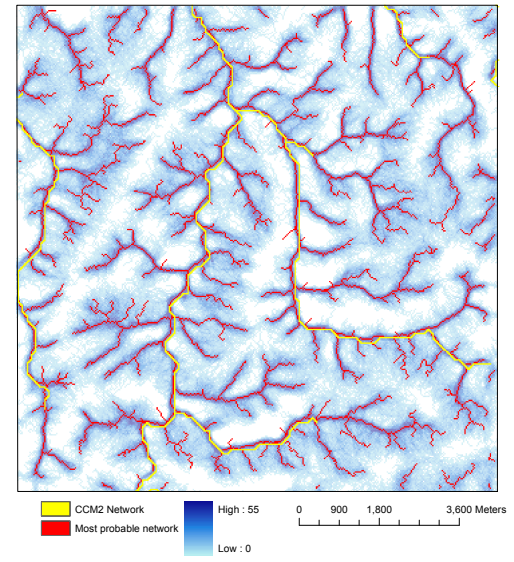 CCM2 Network
Most probable network
High : 55
Low : 0
0 900 1,800 3,600 Meters